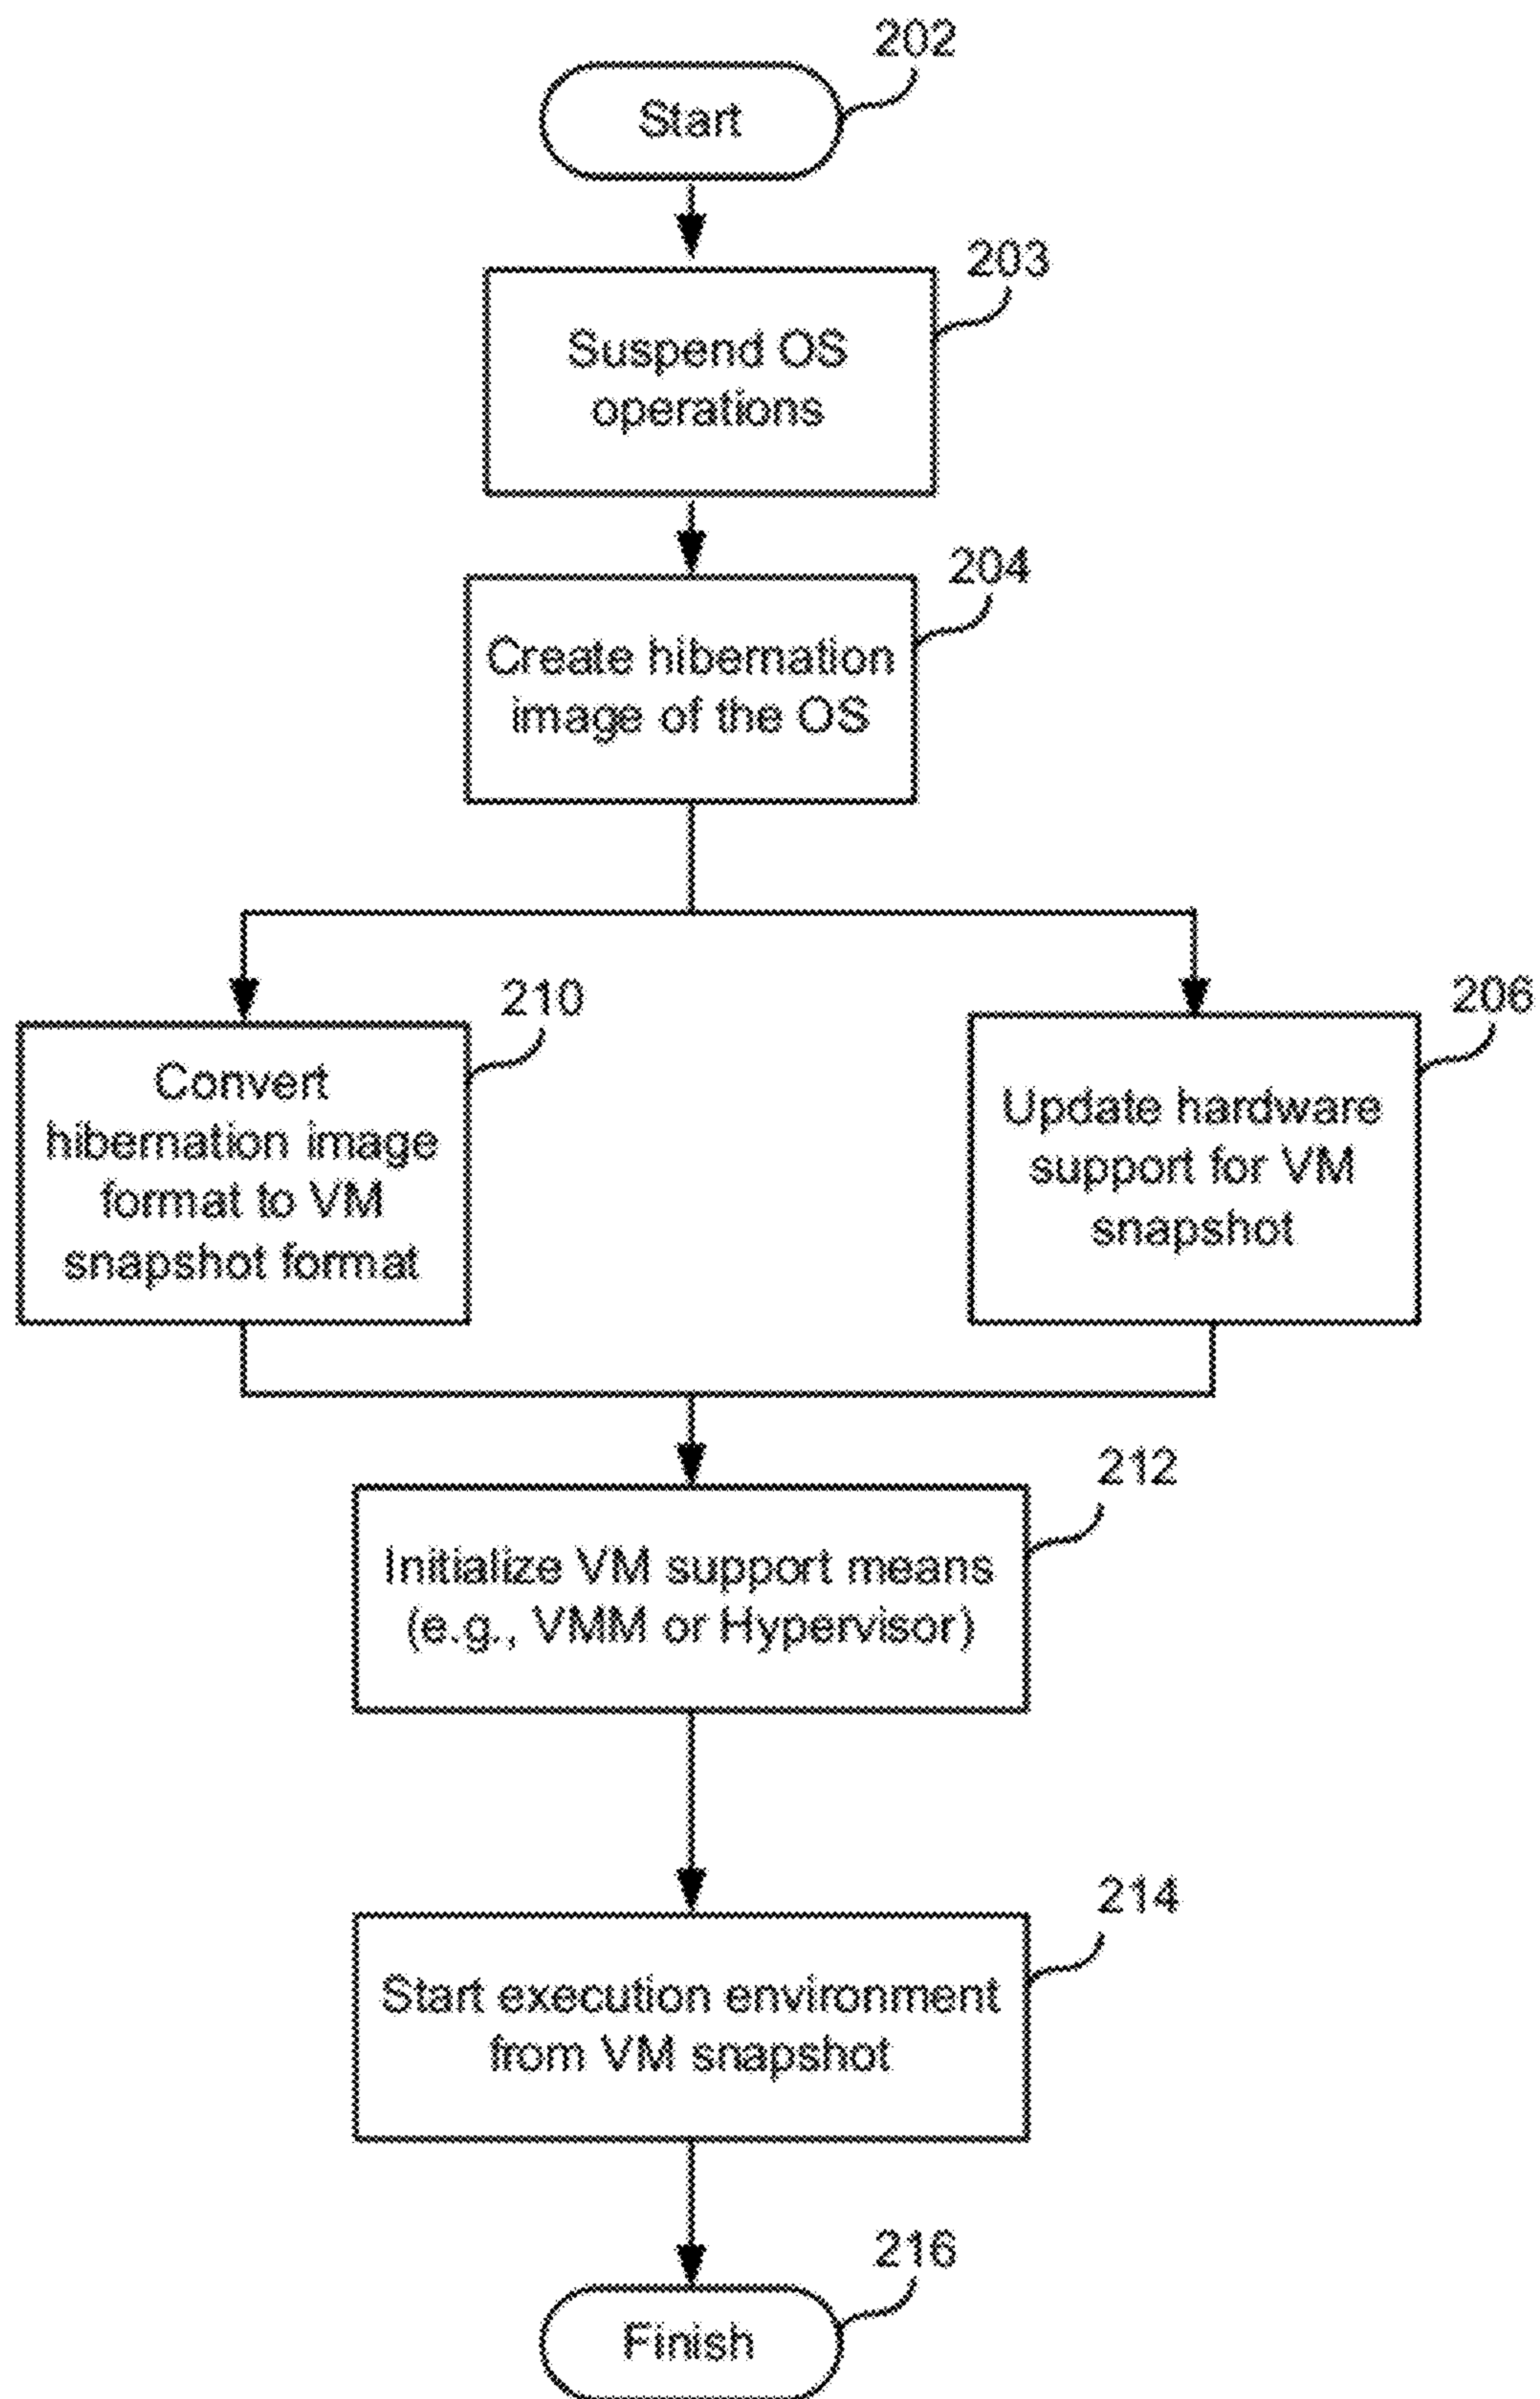 202
Start
203
Suspend OS
operations
204
Create hibernation
image of the OS
210
Convert
hibernation image
format to VM
snapshot format
206
Update hardware
support for VM
snapshot
212
Initialize VM support means
(e.g., VMM or Hypervisor)
214
Start execution environment
from VM snapshot
216
Finish